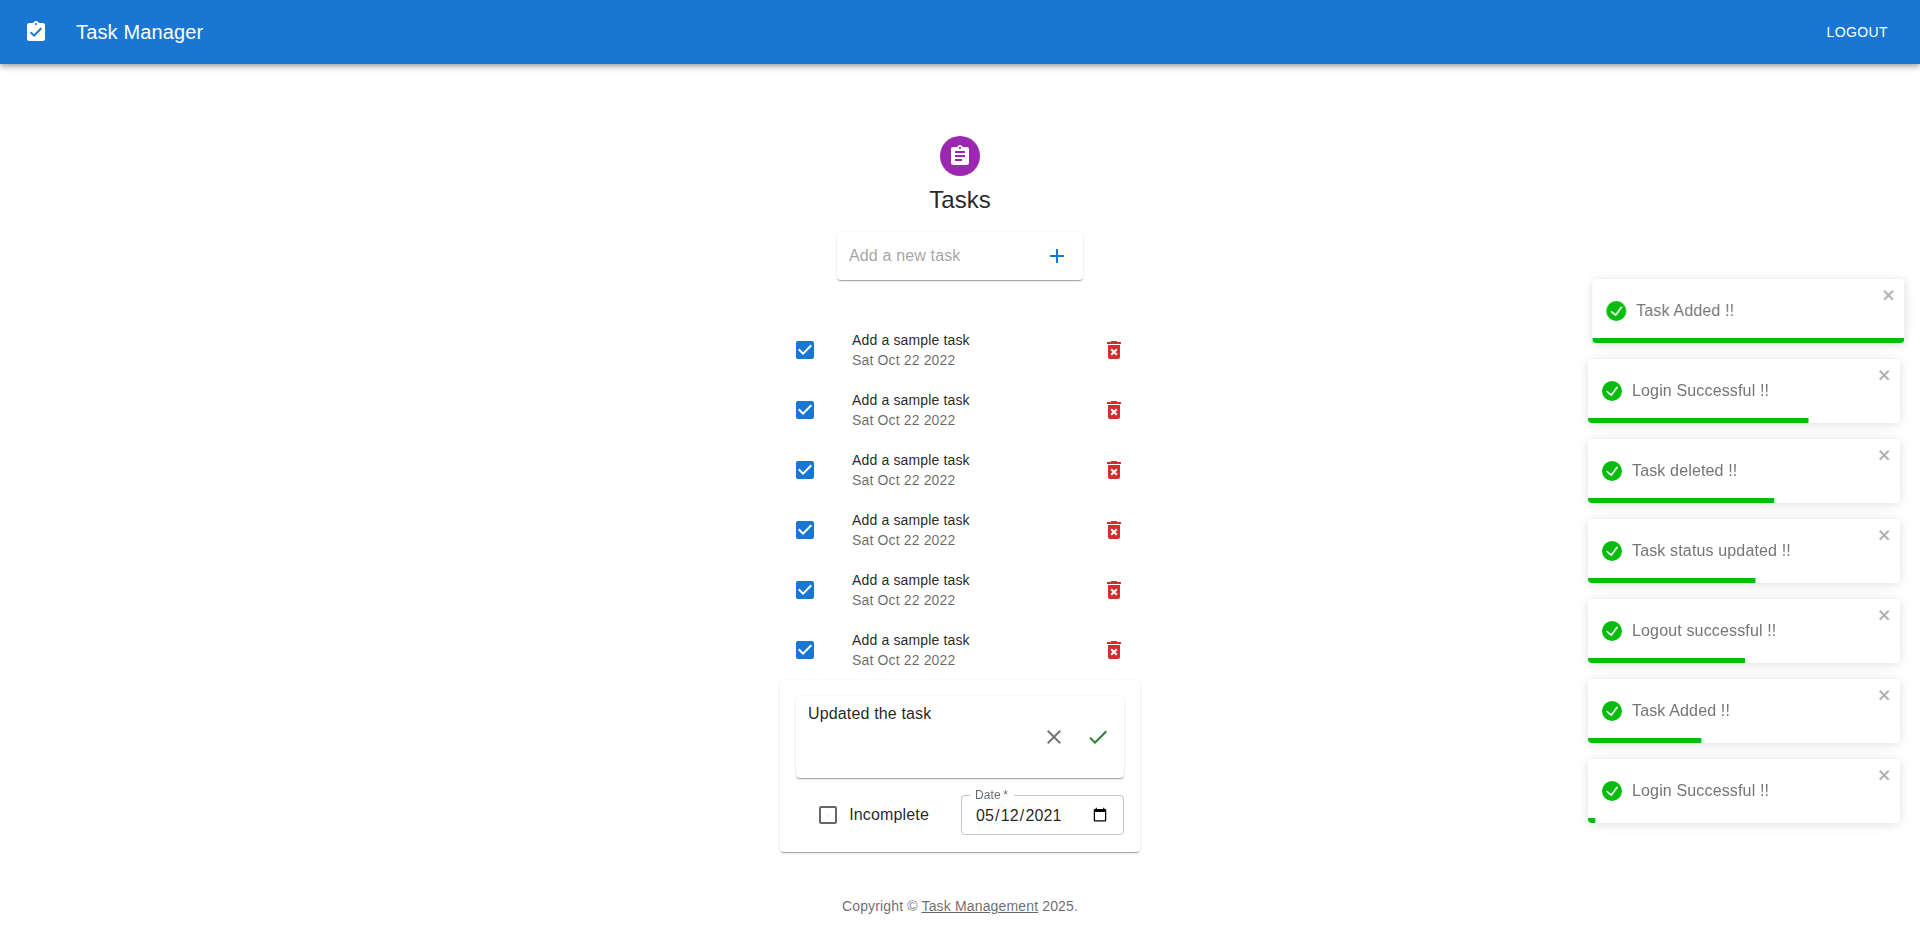 Task Manager
LOGOUT
Tasks
Add a new task
Add a sample task
Sat Oct 22 2022
Add a sample task
Sat Oct 22 2022
Add a sample task
Sat Oct 22 2022
Add a sample task
Sat Oct 22 2022
Add a sample task
Sat Oct 22 2022
Add a sample task
Sat Oct 22 2022
Updated the task
Incomplete
Date *
05/12/2021
Copyright © Task Management 2025.
Task Added !!
Login Successful !!
Task deleted !!
Task status updated !!
Logout successful !!
Task Added !!
Login Successful !!